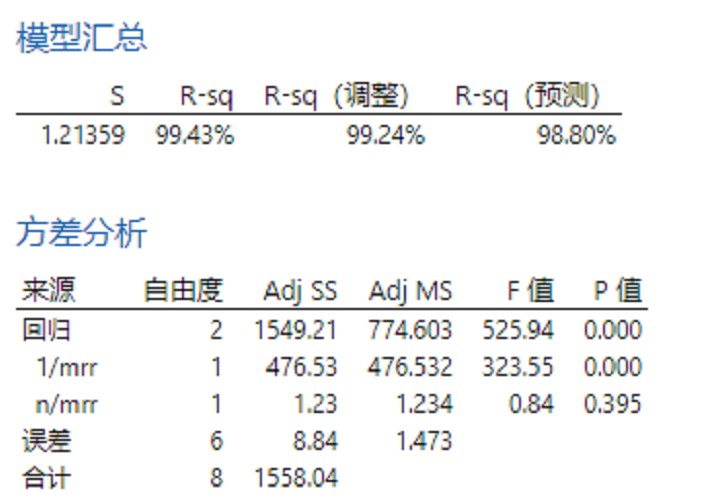 模型汇总
S R-sq R-sq（调整） R-sq（预测）
1.21359 99.43% 99.24% 98.80%
方差分析
来源 自由度 Adj SS Adj MS F 值 P 值
回归 2 1549.21 774.603 525.94 0.000
1/mrr 1 476.53 476.532 323.55 0.000
n/mrr 1 1.23 1.234 0.84 0.395
误差 6 8.84 1.473
合计 8 1558.04